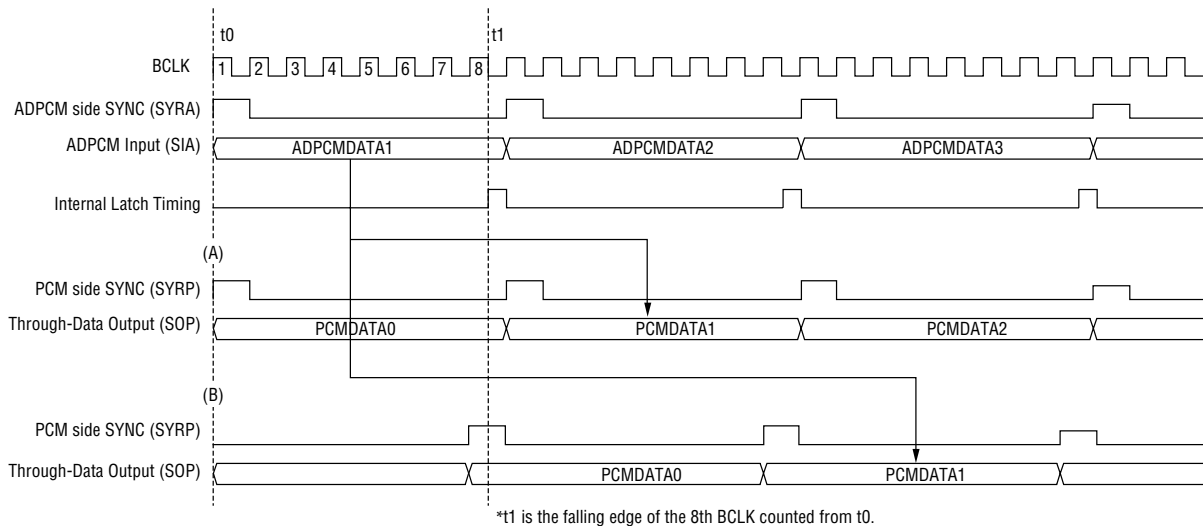 t0 t1
BCLK 1 2 3 4 5 6 7 8
ADPCM side SYNC (SYRA)
ADPCM Input (SIA) ADPCMDATA1 ADPCMDATA2 ADPCMDATA3
Internal Latch Timing
(A)
PCM side SYNC (SYRP)
Through-Data Output (SOP) PCMDATA0 PCMDATA1 PCMDATA2
(B)
PCM side SYNC (SYRP)
Through-Data Output (SOP) PCMDATA0 PCMDATA1
*t1 is the falling edge of the 8th BCLK counted from t0.